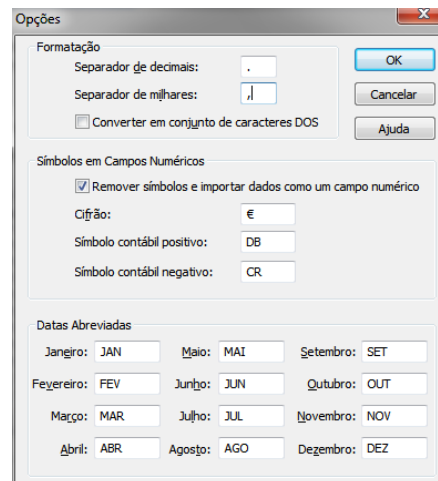 Opções
Formatação
Separador de decimais: .
Separador de milhares: ,
Converter em conjunto de caracteres DOS
OK
Cancelar
Ajuda
Símbolos em Campos Numéricos
Remover símbolos e importar dados como um campo numérico
Cifrão: €
Símbolo contábil positivo: DB
Símbolo contábil negativo: CR
Datas Abreviadas
Janeiro: JAN Maio: MAI Setembro: SET
Fevereiro: FEV Junho: JUN Outubro: OUT
Março: MAR Julho: JUL Novembro: NOV
Abril: ABR Agosto: AGO Dezembro: DEZ